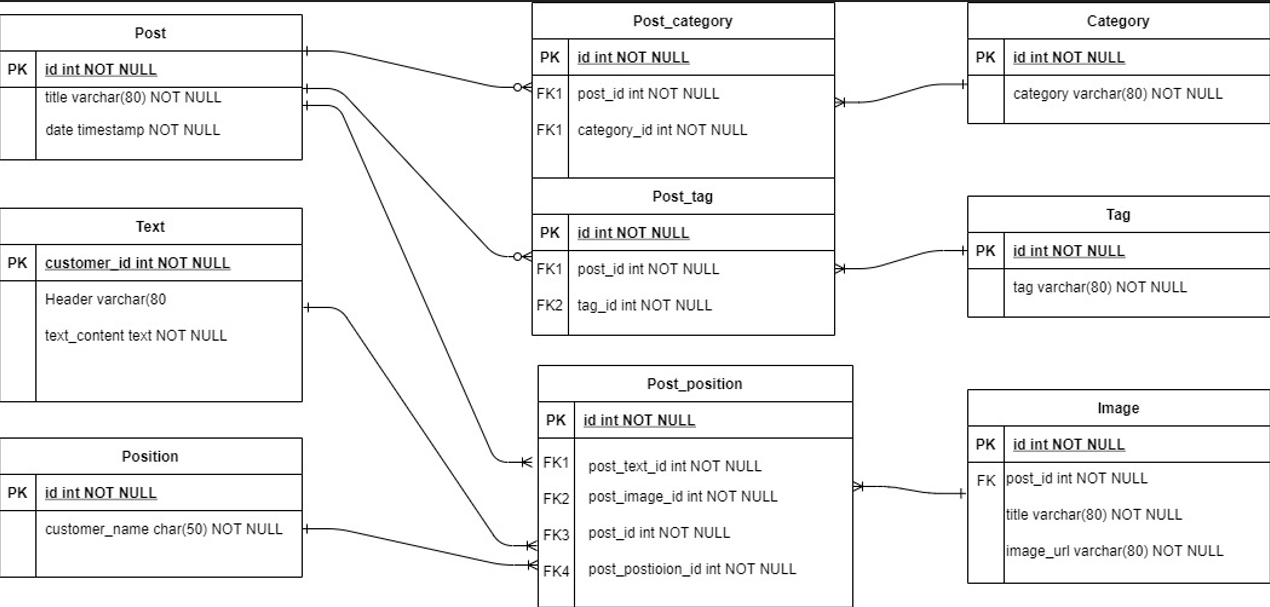 Post
PK id int NOT NULL
title varchar(80) NOT NULL
date timestamp NOT NULL
Text
PK customer_id int NOT NULL
Header varchar(80
text_content text NOT NULL
Position
PK id int NOT NULL
customer_name char(50) NOT NULL
Post_category
PK id int NOT NULL
FK1 post_id int NOT NULL
FK1 category_id int NOT NULL
Post_tag
PK id int NOT NULL
FK1 post_id int NOT NULL
FK2 tag_id int NOT NULL
Post_position
PK id int NOT NULL
FK1 post_text_id int NOT NULL
FK2 post_image_id int NOT NULL
FK3 post_id int NOT NULL
FK4 post_postioion_id int NOT NULL
Category
PK id int NOT NULL
category varchar(80) NOT NULL
Tag
PK id int NOT NULL
tag varchar(80) NOT NULL
Image
PK id int NOT NULL
FK post_id int NOT NULL
title varchar(80) NOT NULL
image_url varchar(80) NOT NULL